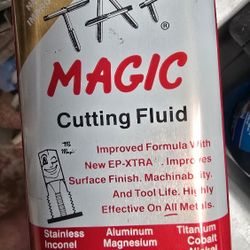 TAP
MAGIC
Cutting Fluid
Improved Formula With
New EP-XTRA. Improves
Surface Finish. Machinability.
And Tool Life. Highly
Effective On All Metals.
Stainless
Inconel
Aluminum
Magnesium
Titanium
Cobalt